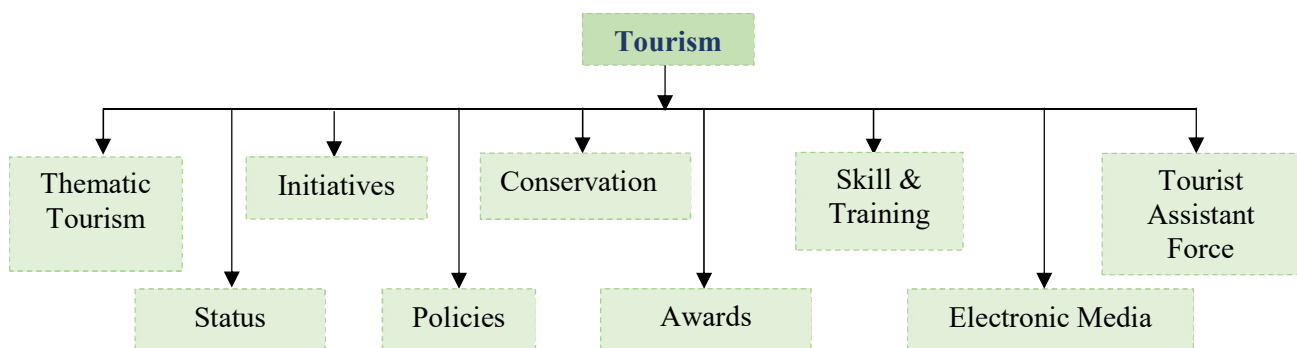 Tourism
Thematic
Tourism
Initiatives
Conservation
Skill &
Training
Tourist
Assistant
Force
Status
Policies
Awards
Electronic Media